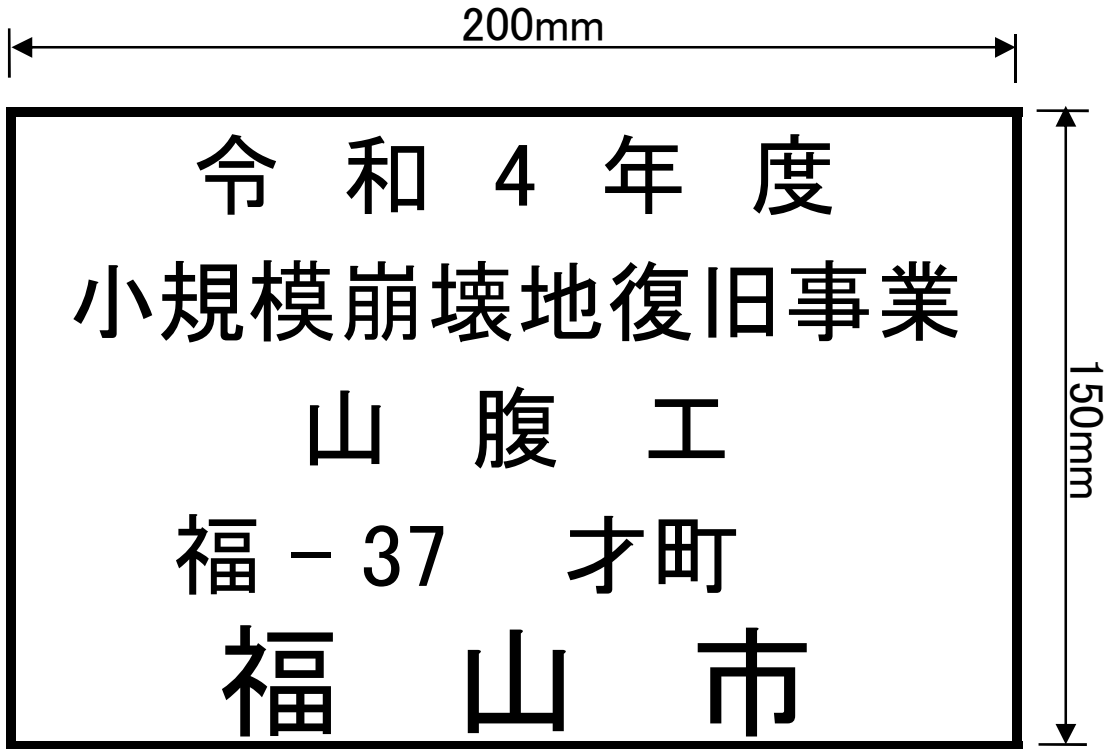 200mm
令和4年度
小規模崩壊地復旧事業
山腹工
福－37　才町
福山市
150mm